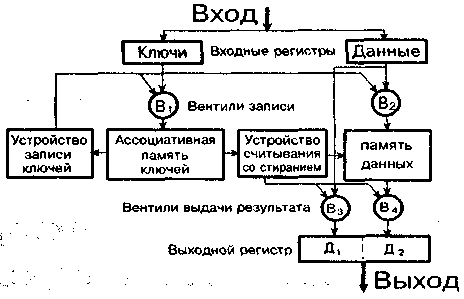 Вход
Ключи
Входные регистры
Данные
В1
Вентили записи
В2
Устройство
записи
ключей
Ассоциативная
память
ключей
Устройство
считывания
со стиранием
память
данных
Вентили выдачи результата
В3
В4
Выходной регистр
Д1
Д2
Выход